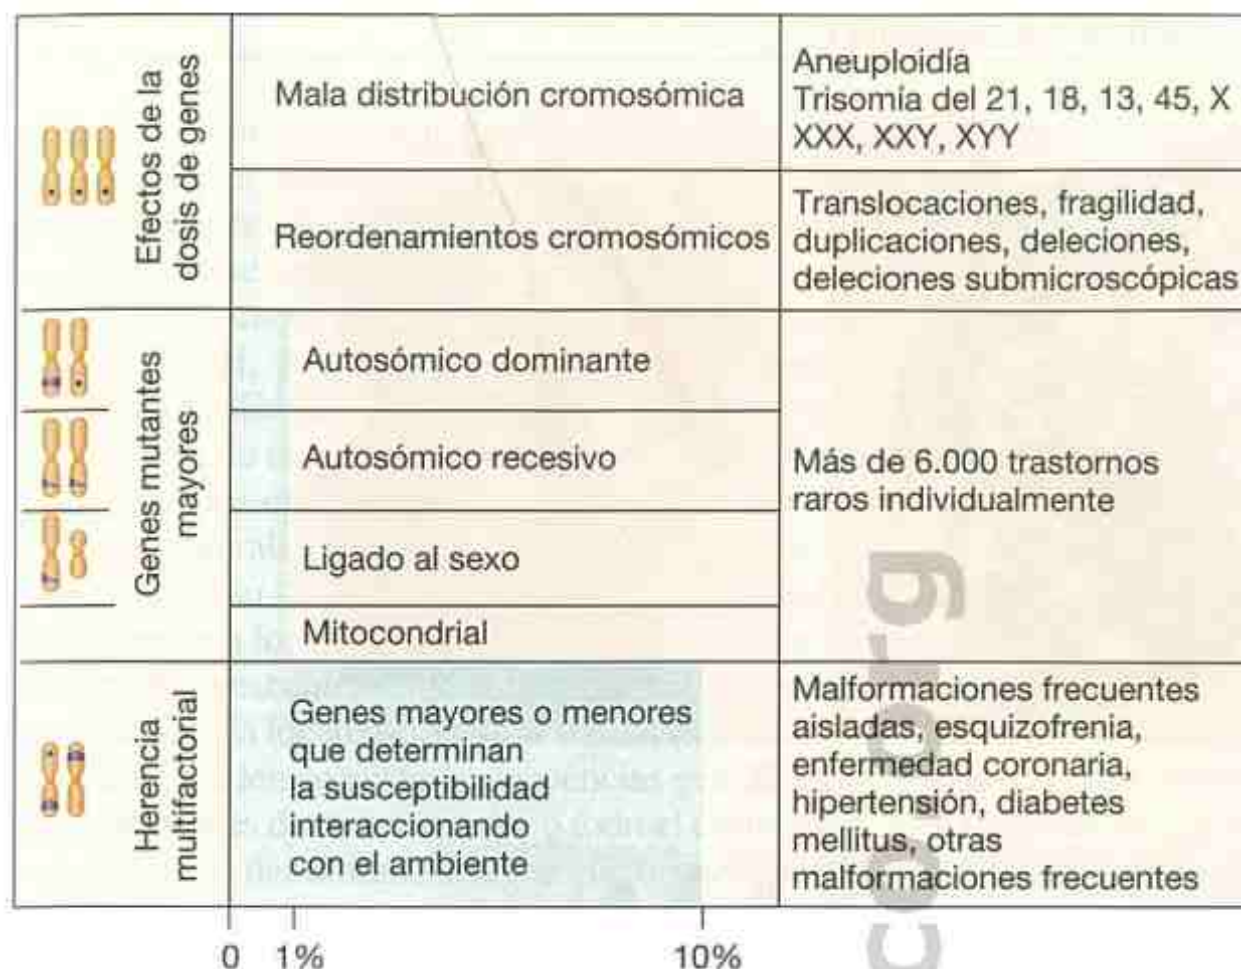 Efectos de la
dosis de genes
Mala distribución cromosómica
Aneuploidía
Trisomía del 21, 18, 13, 45, X
XXX, XXY, XYY
Reordenamientos cromosómicos
Translocaciones, fragilidad,
duplicaciones, deleciones,
deleciones submicroscópicas
Genes mutantes
mayores
Autosómico dominante
Autosómico recesivo
Ligado al sexo
Mitocondrial
Más de 6.000 trastornos
raros individualmente
Herencia
multifactorial
Genes mayores o menores
que determinan
la susceptibilidad
interaccionando
con el ambiente
Malformaciones frecuentes
aisladas, esquizofrenia,
enfermedad coronaria,
hipertensión, diabetes
mellitus, otras
malformaciones frecuentes
0 1% 10%
co.org